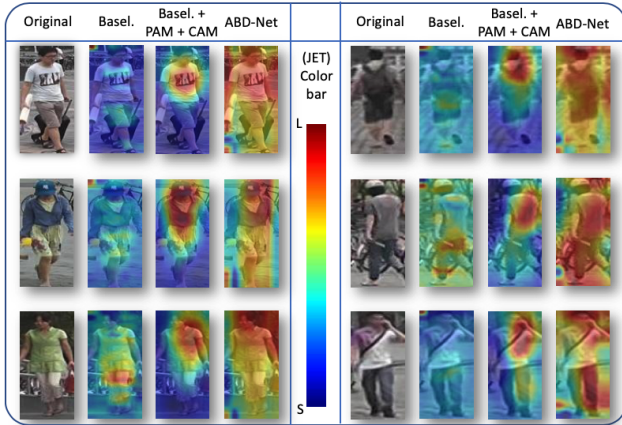 Original Basel. Basel. + PAM + CAM ABD-Net
(JET)
Color
bar
L
S
Original Basel. Basel. + PAM + CAM ABD-Net